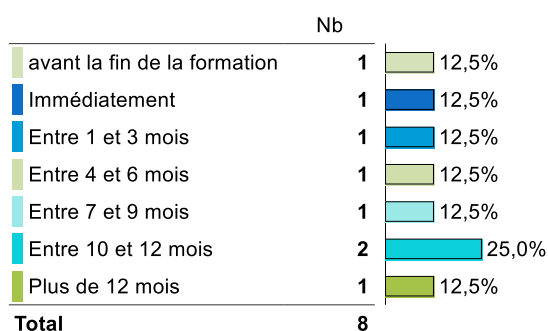 Nb
avant la fin de la formation 1 12,5%
Immédiatement 1 12,5%
Entre 1 et 3 mois 1 12,5%
Entre 4 et 6 mois 1 12,5%
Entre 7 et 9 mois 1 12,5%
Entre 10 et 12 mois 2 25,0%
Plus de 12 mois 1 12,5%
Total 8